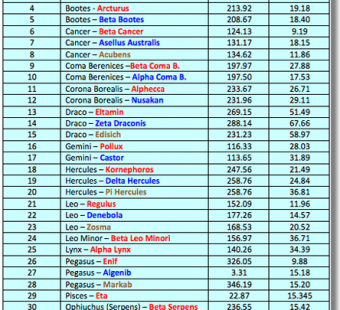 4 Bootes - Arcturus 213.92 19.18
5 Bootes – Beta Bootes 208.67 18.40
6 Cancer – Beta Cancer 124.13 9.19
7 Cancer – Asellus Australis 131.17 18.15
8 Cancer – Acubens 134.62 11.86
9 Coma Berenices –Beta Coma B. 197.97 27.88
10 Coma Berenices – Alpha Coma B. 197.50 17.53
11 Corona Borealis – Alphecca 233.67 26.71
12 Corona Borealis – Nusakan 231.96 29.11
13 Draco – Eltamin 269.15 51.49
14 Draco – Zeta Draconis 288.14 67.66
15 Draco – Edisich 231.23 58.97
16 Gemini – Pollux 116.33 28.03
17 Gemini – Castor 113.65 31.89
18 Hercules – Kornephoros 247.56 21.49
19 Hercules – Delta Hercules 258.76 24.84
20 Hercules – Pi Hercules 258.76 36.81
21 Leo – Regulus 152.09 11.96
22 Leo – Denebola 177.26 14.57
23 Leo – Zosma 168.53 20.52
24 Leo Minor – Beta Leo Minori 156.97 36.71
25 Lynx – Alpha Lynx 140.26 34.39
26 Pegasus – Enif 326.05 9.88
27 Pegasus – Algenib 3.31 15.18
28 Pegasus – Markab 346.19 15.20
29 Pisces – Eta 22.87 15.345
30 Ophiuchus (Serpens) – Beta Serpens 236.55 15.42